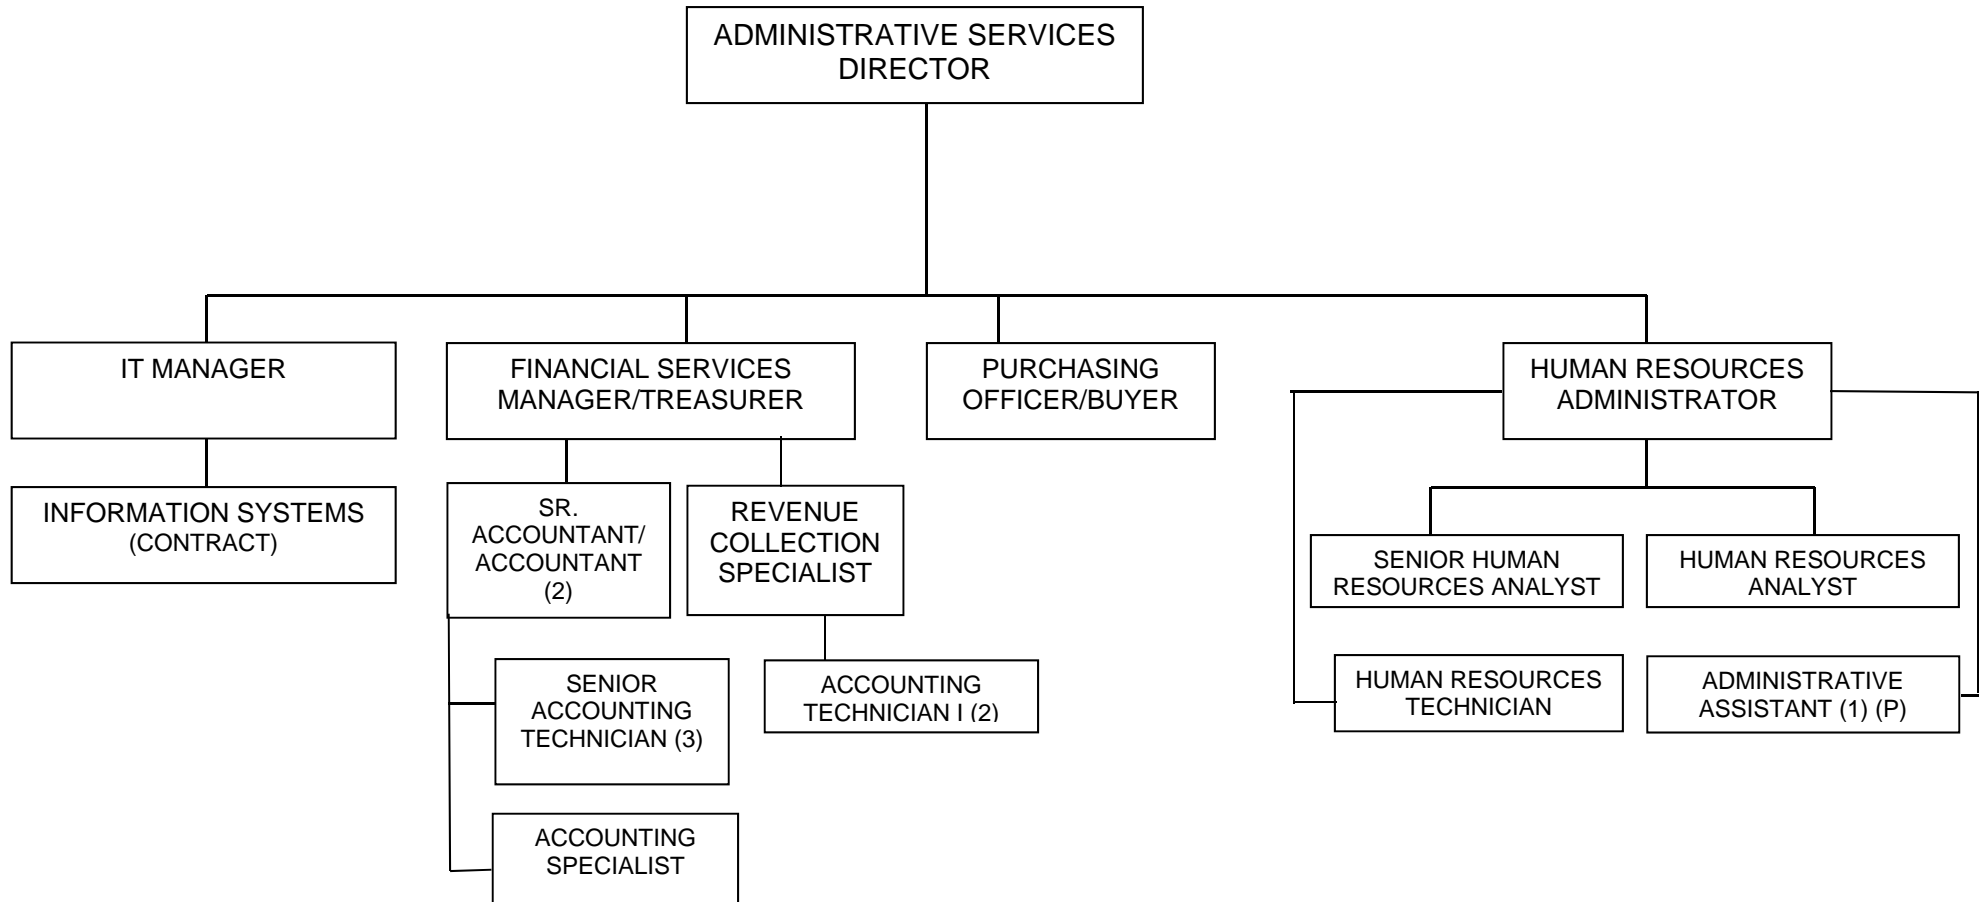 ADMINISTRATIVE SERVICES
DIRECTOR
IT MANAGER
FINANCIAL SERVICES
MANAGER/TREASURER
PURCHASING
OFFICER/BUYER
HUMAN RESOURCES
ADMINISTRATOR
INFORMATION SYSTEMS
(CONTRACT)
SR.
ACCOUNTANT/
ACCOUNTANT
(2)
REVENUE
COLLECTION
SPECIALIST
SENIOR HUMAN
RESOURCES ANALYST
HUMAN RESOURCES
ANALYST
SENIOR
ACCOUNTING
TECHNICIAN (3)
ACCOUNTING
TECHNICIAN I (2)
HUMAN RESOURCES
TECHNICIAN
ADMINISTRATIVE
ASSISTANT (1) (P)
ACCOUNTING
SPECIALIST